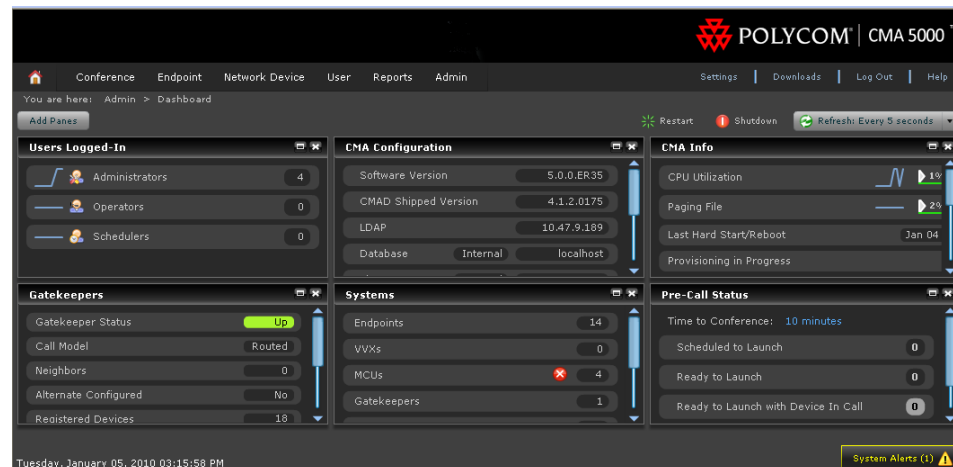 POLYCOM® | CMA 5000
Conference Endpoint Network Device User Reports Admin Settings | Downloads | Log Out | Help
You are here: Admin > Dashboard
Add Panes Restart Shutdown Refresh: Every 5 seconds
Users Logged-In
Administrators 4
Operators 0
Schedulers 0
CMA Configuration
Software Version 5.0.0.ER35
CMAD Shipped Version 4.1.2.0175
LDAP 10.47.9.189
Database Internal localhost
CMA Info
CPU Utilization 1%
Paging File 2%
Last Hard Start/Reboot Jan 04
Provisioning in Progress
Gatekeepers
Gatekeeper Status Up
Call Model Routed
Neighbors 0
Alternate Configured No
Registered Devices 18
Systems
Endpoints 14
VVXs 0
MCUs 4
Gatekeepers 1
Pre-Call Status
Time to Conference: 10 minutes
Scheduled to Launch 0
Ready to Launch 0
Ready to Launch with Device In Call 0
Tuesday, January 05, 2010 03:15:58 PM
System Alerts (1)